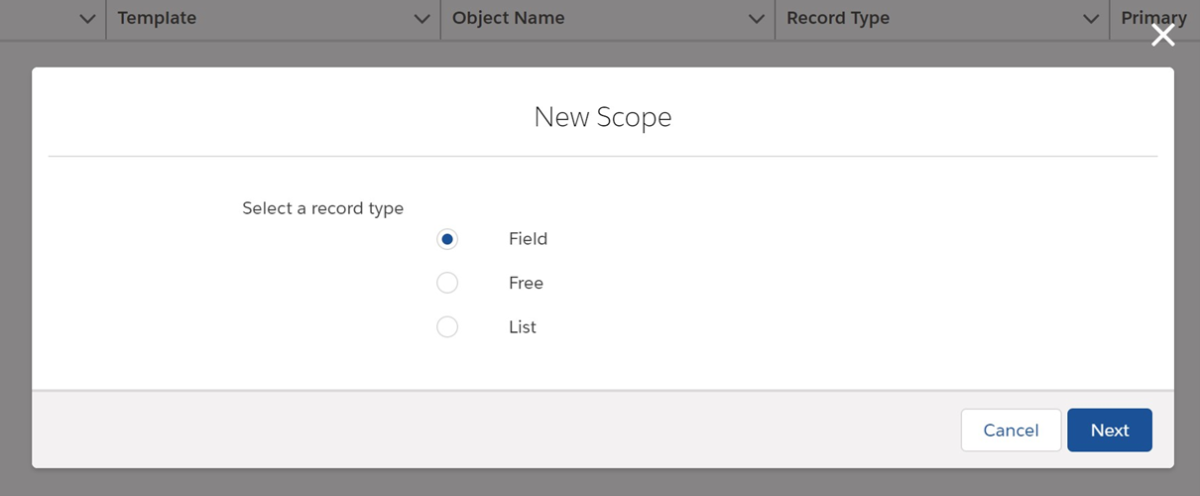 Template Object Name Record Type Primary
New Scope
Select a record type
Field
Free
List
Cancel Next